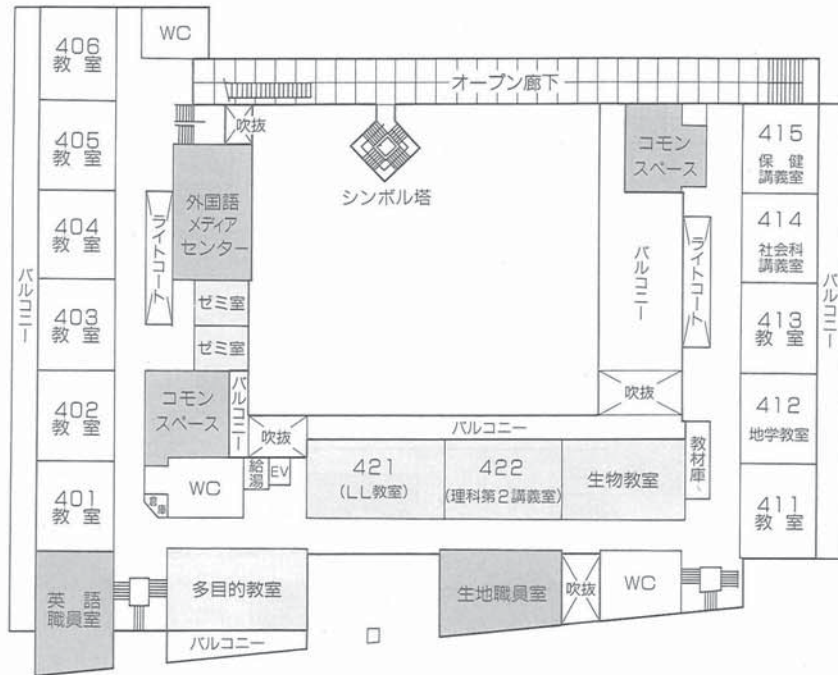 406
教室
WC
オープン廊下
405
教室
吹抜
シンボル塔
コモン
スペース
415
保健
講義室
404
教室
ライトコート
外国語
メディア
センター
バルコニー
ライトコート
414
社会科
講義室
バルコニー
バルコニー
403
教室
ゼミ室
ゼミ室
413
教室
402
教室
コモン
スペース
バルコニー
吹抜
バルコニー
吹抜
412
地学教室
401
教室
倉庫
WC
給湯
EV
421
(LL教室)
422
(理科第2講義室)
生物教室
教材庫
411
教室
英語
職員室
多目的教室
バルコニー
生地職員室
吹抜
WC